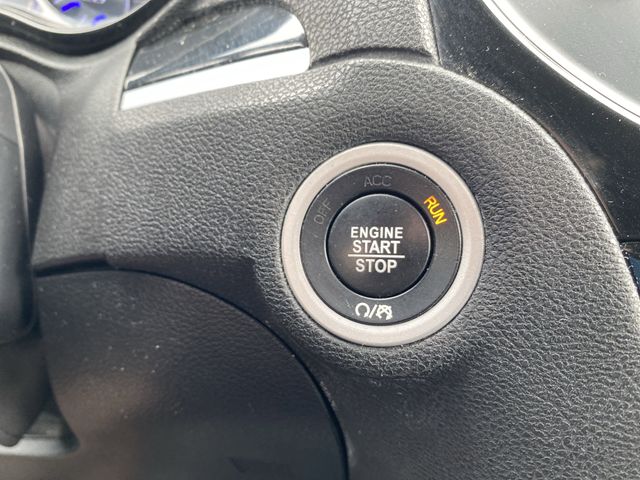 OFF
ACC
RUN
ENGINE
START
STOP